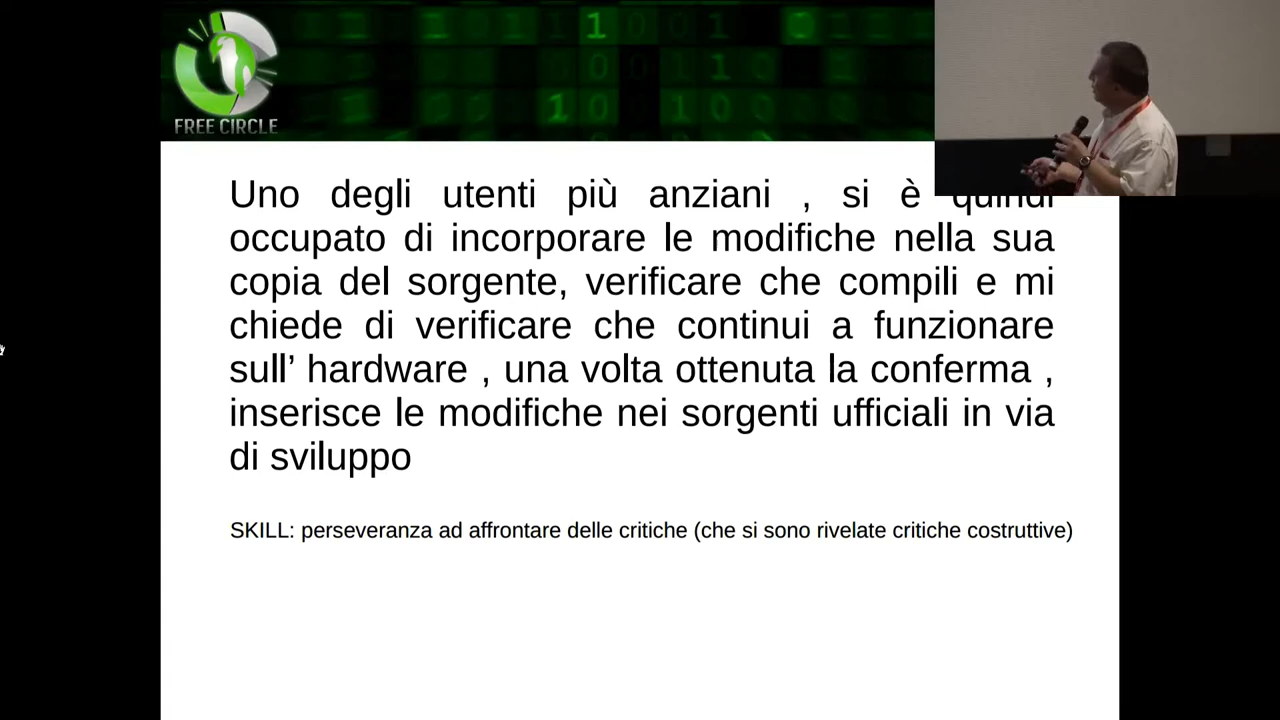 FREE CIRCLE
Uno degli utenti più anziani , si è quindi
occupato di incorporare le modifiche nella sua
copia del sorgente, verificare che compili e mi
chiede di verificare che continui a funzionare
sull’ hardware , una volta ottenuta la conferma ,
inserisce le modifiche nei sorgenti ufficiali in via
di sviluppo
SKILL: perseveranza ad affrontare delle critiche (che si sono rivelate critiche costruttive)